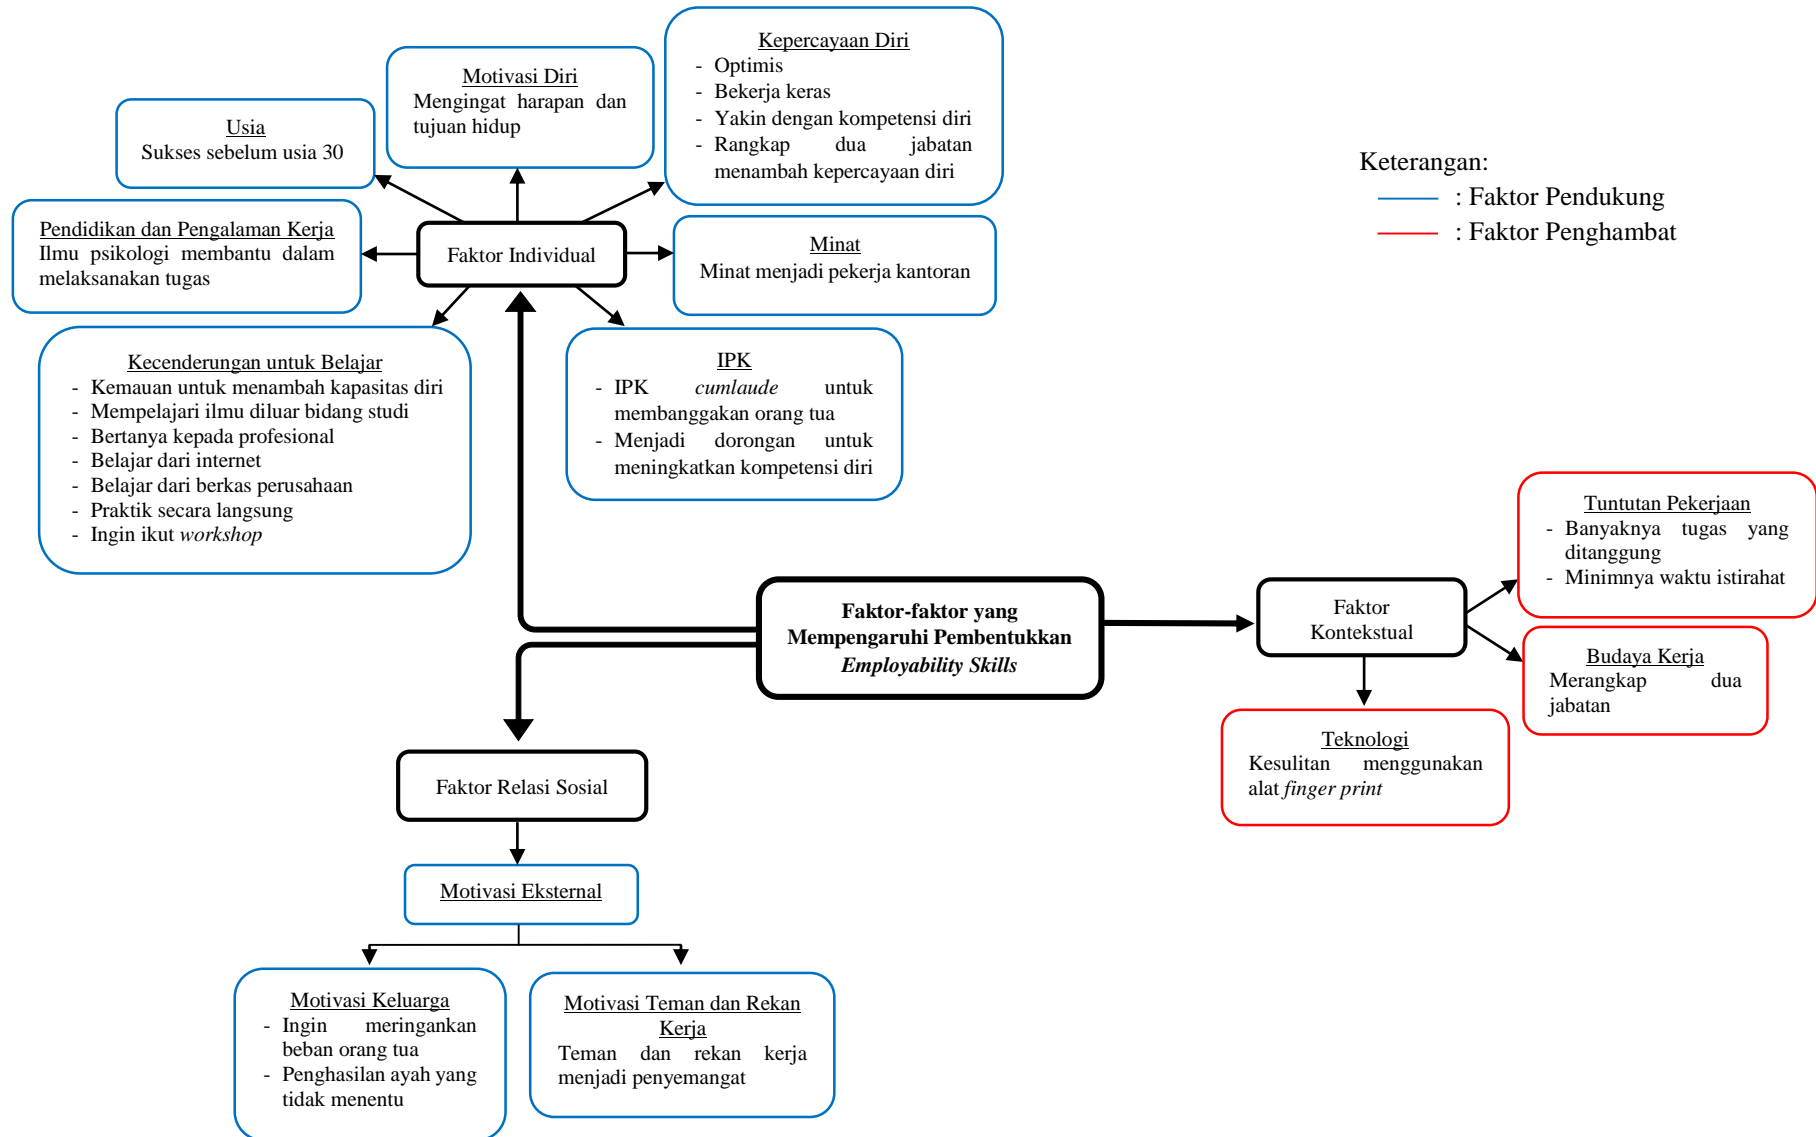 Kepercayaan Diri
- Optimis
- Bekerja keras
- Yakin dengan kompetensi diri
- Rangkap dua jabatan
menambah kepercayaan diri
Motivasi Diri
Mengingat harapan dan
tujuan hidup
Usia
Sukses sebelum usia 30
Keterangan:
: Faktor Pendukung
: Faktor Penghambat
Pendidikan dan Pengalaman Kerja
Ilmu psikologi membantu dalam
melaksanakan tugas
Faktor Individual
Minat
Minat menjadi pekerja kantoran
Kecenderungan untuk Belajar
- Kemauan untuk menambah kapasitas diri
- Mempelajari ilmu diluar bidang studi
- Bertanya kepada profesional
- Belajar dari internet
- Belajar dari berkas perusahaan
- Praktik secara langsung
- Ingin ikut workshop
IPK
- IPK cumlaude untuk
membanggakan orang tua
- Menjadi dorongan untuk
meningkatkan kompetensi diri
Tuntutan Pekerjaan
- Banyaknya tugas yang
ditanggung
- Minimnya waktu istirahat
Faktor-faktor yang
Mempengaruhi Pembentukkan
Employability Skills
Faktor
Kontekstual
Budaya Kerja
Merangkap dua
jabatan
Teknologi
Kesulitan menggunakan
alat finger print
Faktor Relasi Sosial
Motivasi Eksternal
Motivasi Keluarga
- Ingin meringankan
beban orang tua
- Penghasilan ayah yang
tidak menentu
Motivasi Teman dan Rekan
Kerja
Teman dan rekan kerja
menjadi penyemangat